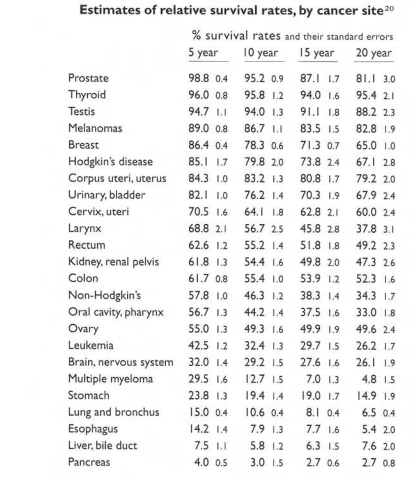 Estimates of relative survival rates, by cancer site20
% survival rates and their standard errors
5 year 10 year 15 year 20 year
Prostate 98.8 0.4 95.2 0.9 87.1 1.7 81.1 3.0
Thyroid 96.0 0.8 95.8 1.2 94.0 1.6 95.4 2.1
Testis 94.7 1.1 94.0 1.3 91.1 1.8 88.2 2.3
Melanomas 89.0 0.8 86.7 1.1 83.5 1.5 82.8 1.9
Breast 86.4 0.4 78.3 0.6 71.3 0.7 65.0 1.0
Hodgkin's disease 85.1 1.7 79.8 2.0 73.8 2.4 67.1 2.8
Corpus uteri, uterus 84.3 1.0 83.2 1.3 80.8 1.7 79.2 2.0
Urinary, bladder 82.1 1.0 76.2 1.4 70.3 1.9 67.9 2.4
Cervix, uteri 70.5 1.6 64.1 1.8 62.8 2.1 60.0 2.4
Larynx 68.8 2.1 56.7 2.5 45.8 2.8 37.8 3.1
Rectum 62.6 1.2 55.2 1.4 51.8 1.8 49.2 2.3
Kidney, renal pelvis 61.8 1.3 54.4 1.6 49.8 2.0 47.3 2.6
Colon 61.7 0.8 55.4 1.0 53.9 1.2 52.3 1.6
Non-Hodgkin's 57.8 1.0 46.3 1.2 38.3 1.4 34.3 1.7
Oral cavity, pharynx 56.7 1.3 44.2 1.4 37.5 1.6 33.0 1.8
Ovary 55.0 1.3 49.3 1.6 49.9 1.9 49.6 2.4
Leukemia 42.5 1.2 32.4 1.3 29.7 1.5 26.2 1.7
Brain, nervous system 32.0 1.4 29.2 1.5 27.6 1.6 26.1 1.9
Multiple myeloma 29.5 1.6 12.7 1.5 7.0 1.3 4.8 1.5
Stomach 23.8 1.3 19.4 1.4 19.0 1.7 14.9 1.9
Lung and bronchus 15.0 0.4 10.6 0.4 8.1 0.4 6.5 0.4
Esophagus 14.2 1.4 7.9 1.3 7.7 1.6 5.4 2.0
Liver, bile duct 7.5 1.1 5.8 1.2 6.3 1.5 7.6 2.0
Pancreas 4.0 0.5 3.0 1.5 2.7 0.6 2.7 0.8